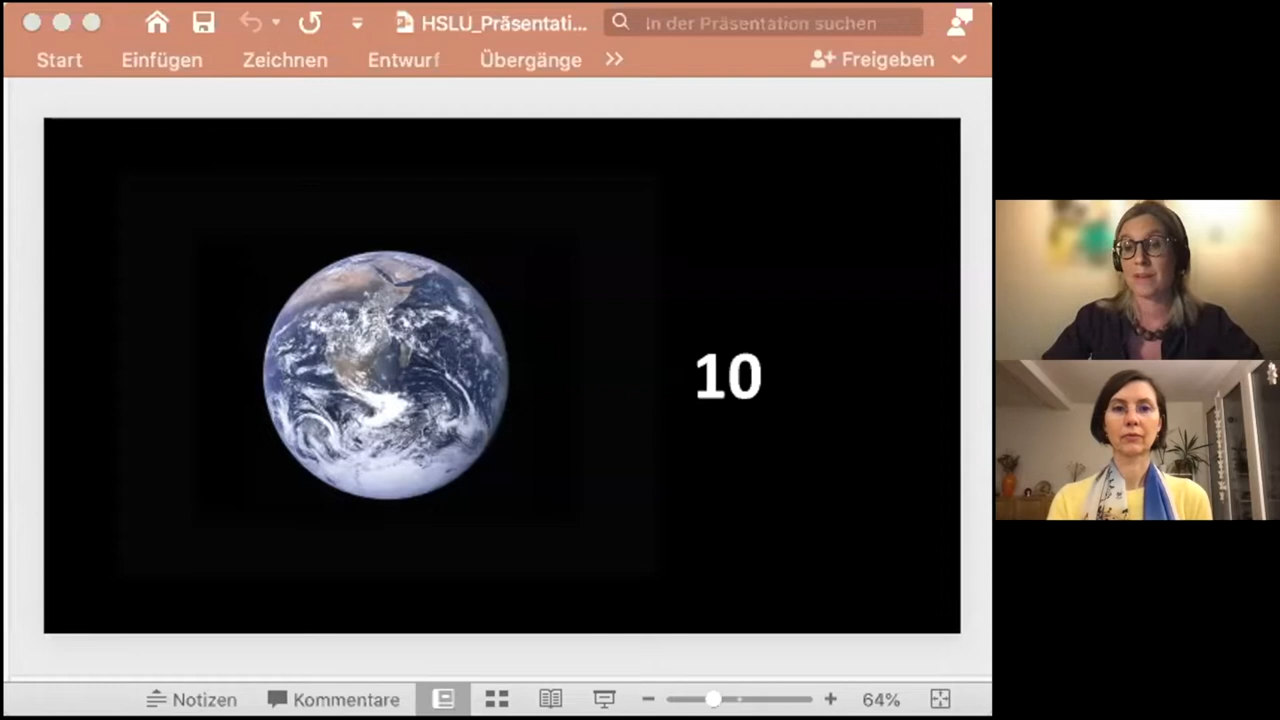 HSLU_Präsentati...
In der Präsentation suchen
Start Einfügen Zeichnen Entwurf Übergänge >> Freigeben
10
Notizen Kommentare 64%